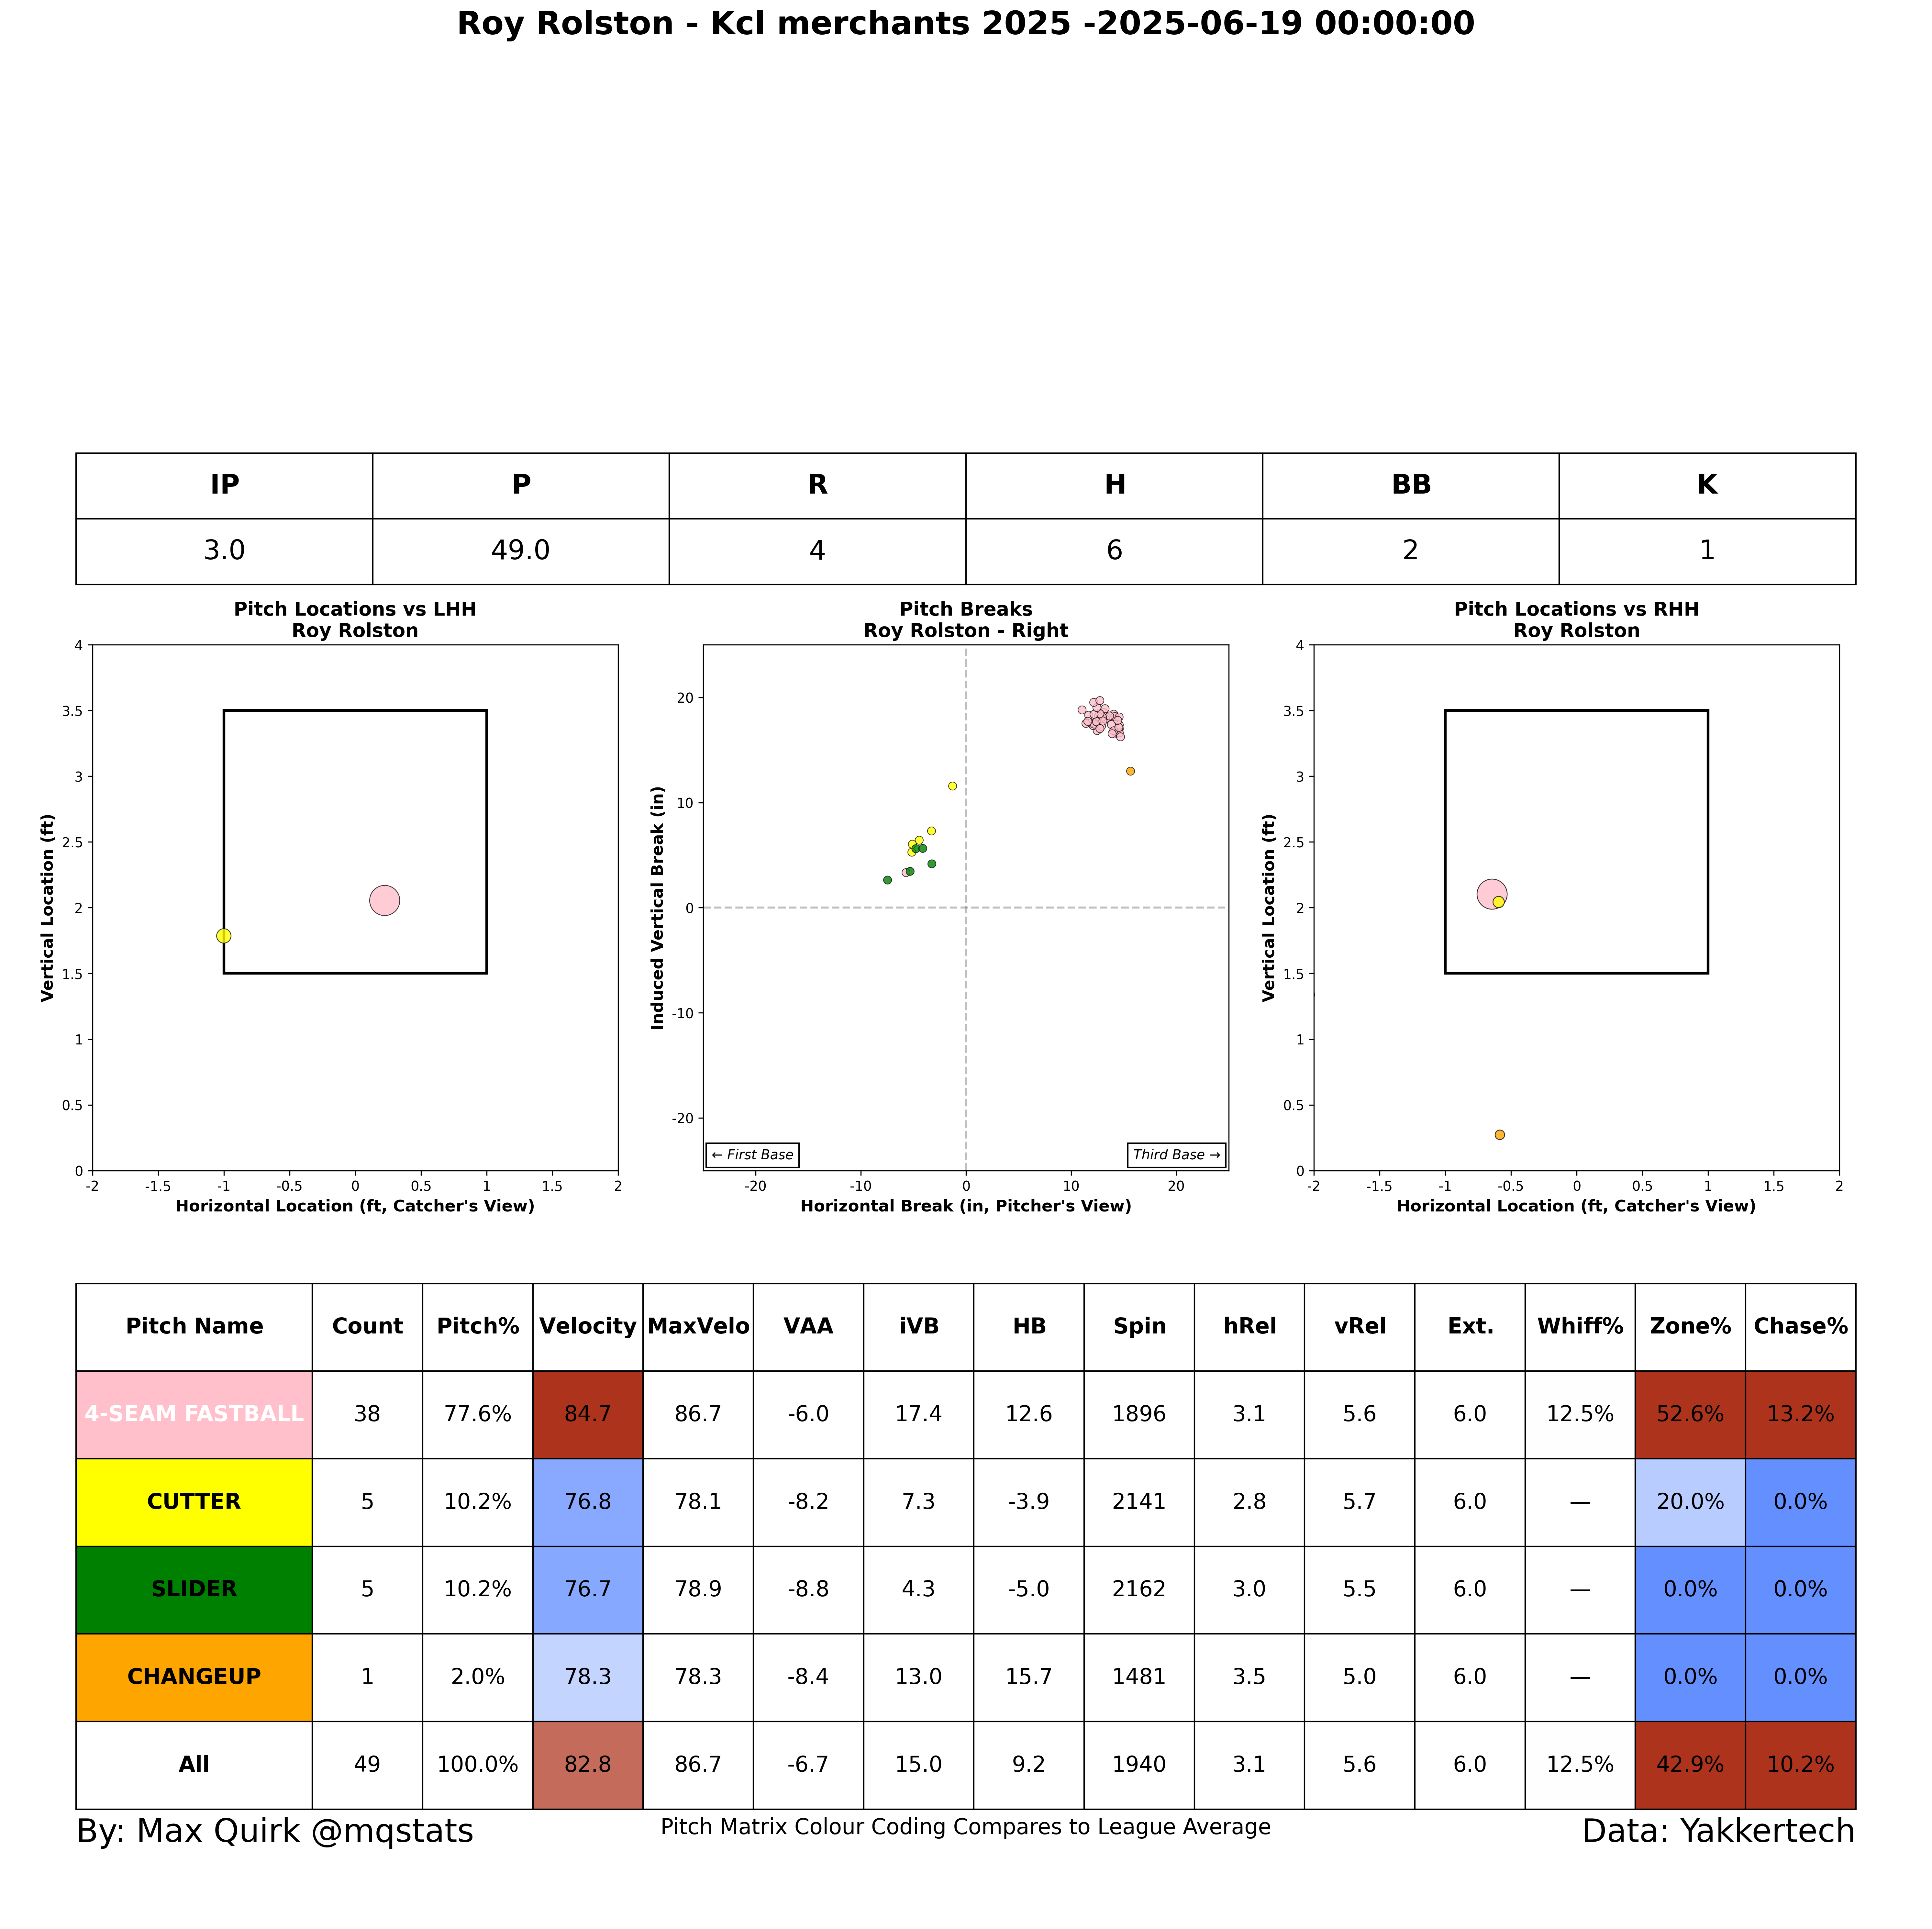 Roy Rolston - Kcl merchants 2025 -2025-06-19 00:00:00
IP P R H BB K
3.0 49.0 4 6 2 1
Pitch Locations vs LHH
Roy Rolston
4
3.5
3
2.5
2
1.5
1
0.5
0
Vertical Location (ft)
-2 -1.5 -1 -0.5 0 0.5 1 1.5 2
Horizontal Location (ft, Catcher's View)
Pitch Breaks
Roy Rolston - Right
20
10
0
-10
-20
Induced Vertical Break (in)
← First Base
Third Base →
-20 -10 0 10 20
Horizontal Break (in, Pitcher's View)
Pitch Locations vs RHH
Roy Rolston
4
3.5
3
2.5
2
1.5
1
0.5
0
Vertical Location (ft)
-2 -1.5 -1 -0.5 0 0.5 1 1.5 2
Horizontal Location (ft, Catcher's View)
Pitch Name Count Pitch% Velocity MaxVelo VAA iVB HB Spin hRel vRel Ext. Whiff% Zone% Chase%
4-SEAM FASTBALL 38 77.6% 84.7 86.7 -6.0 17.4 12.6 1896 3.1 5.6 6.0 12.5% 52.6% 13.2%
CUTTER 5 10.2% 76.8 78.1 -8.2 7.3 -3.9 2141 2.8 5.7 6.0 — 20.0% 0.0%
SLIDER 5 10.2% 76.7 78.9 -8.8 4.3 -5.0 2162 3.0 5.5 6.0 — 0.0% 0.0%
CHANGEUP 1 2.0% 78.3 78.3 -8.4 13.0 15.7 1481 3.5 5.0 6.0 — 0.0% 0.0%
All 49 100.0% 82.8 86.7 -6.7 15.0 9.2 1940 3.1 5.6 6.0 12.5% 42.9% 10.2%
By: Max Quirk @mqstats
Pitch Matrix Colour Coding Compares to League Average
Data: Yakkertech